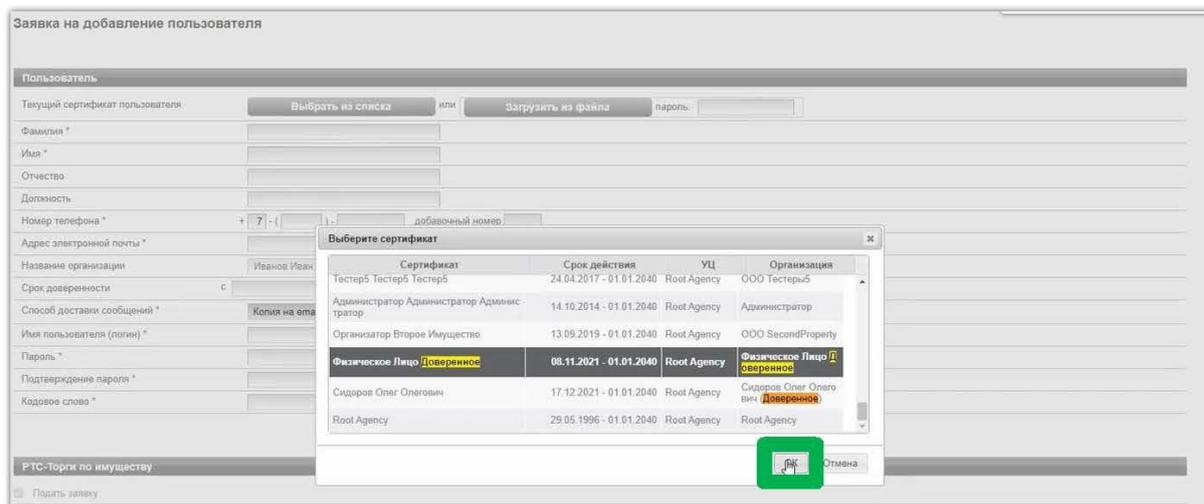 Заявка на добавление пользователя
Пользователь
Текущий сертификат пользователя Выбрать из списка или Загрузить из файла пароль:
Фамилия *
Имя *
Отчество
Должность
Номер телефона * + 7 - ( ) - добавочный номер
Адрес электронной почты *
Название организации Иванов Иван
Срок доверенности с
Способ доставки сообщений * Копия на ema
Имя пользователя (логин) *
Пароль *
Подтверждение пароля *
Кодовое слово *
РТС-Торги по имуществу
Подать заявку
Выберите сертификат
Сертификат Срок действия УЦ Организация
Тестер5 Тестер5 Тестер5 24.04.2017 - 01.01.2040 Root Agency ООО Тестеры5
Администратор Администратор Админис
тратор 14.10.2014 - 01.01.2040 Root Agency Администратор
Организатор Второе Имущество 13.09.2019 - 01.01.2040 Root Agency ООО SecondProperty
Физическое Лицо Доверенное 08.11.2021 - 01.01.2040 Root Agency Физическое Лицо Д
оверенное
Сидоров Олег Олегович 17.12.2021 - 01.01.2040 Root Agency Сидоров Олег Олего
вич (Доверенное)
Root Agency 29.05.1996 - 01.01.2040 Root Agency Root Agency
Отмена